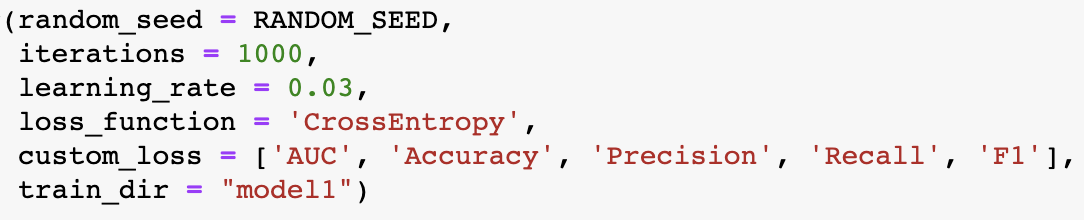 (random_seed = RANDOM_SEED,
iterations = 1000,
learning_rate = 0.03,
loss_function = 'CrossEntropy',
custom_loss = ['AUC', 'Accuracy', 'Precision', 'Recall', 'F1'],
train_dir = "model1")